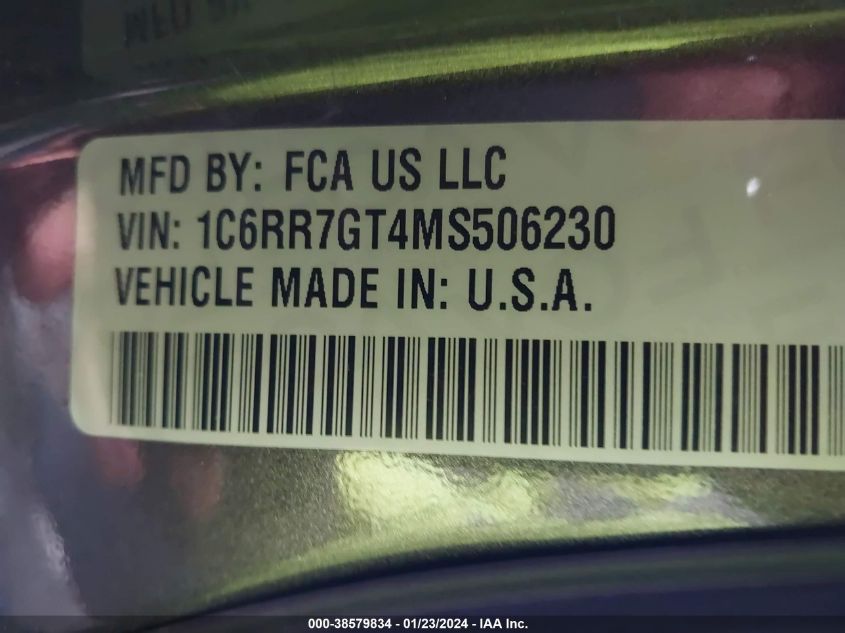 MFD BY: FCA US LLC
VIN: 1C6RR7GT4MS506230
VEHICLE MADE IN: U.S.A.
000-38579834 - 01/23/2024 - IAA Inc.